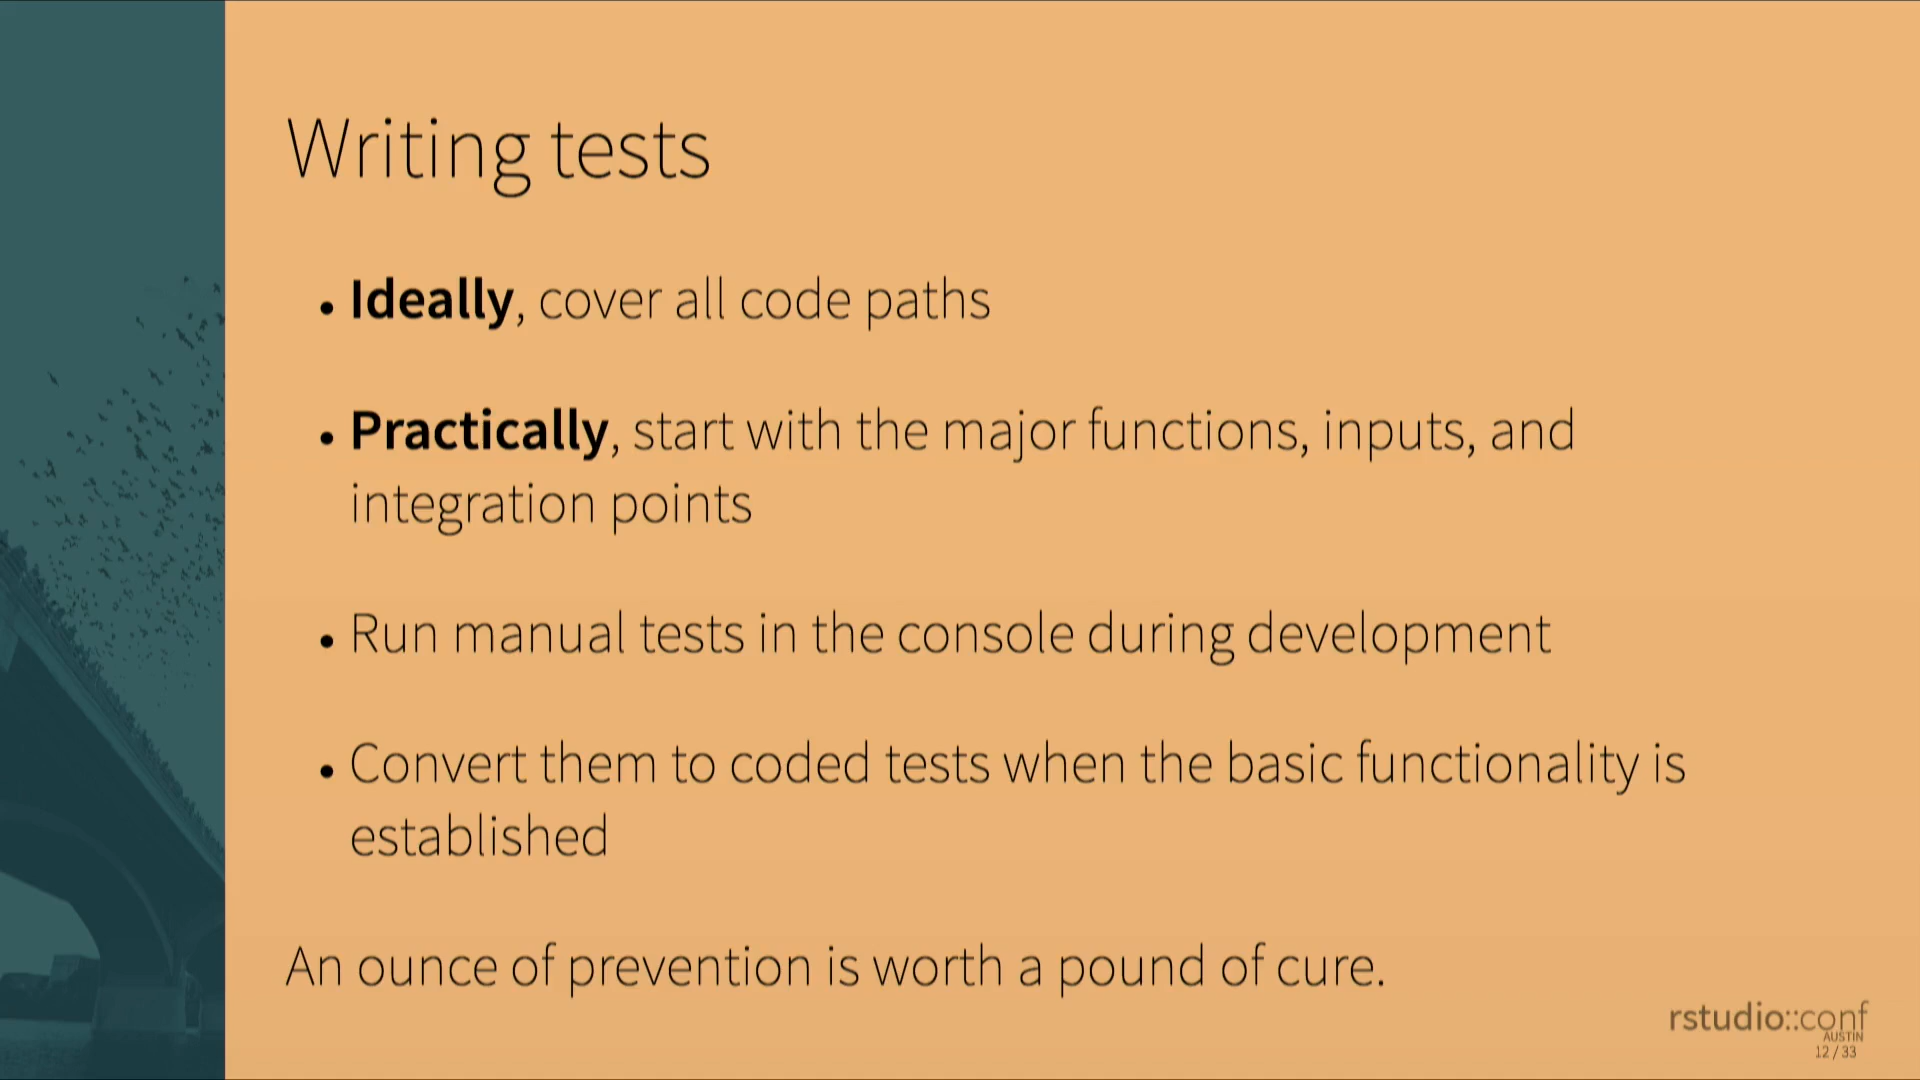 Writing tests
• Ideally, cover all code paths
• Practically, start with the major functions, inputs, and
integration points
• Run manual tests in the console during development
• Convert them to coded tests when the basic functionality is
established
An ounce of prevention is worth a pound of cure.
rstudio::conf
AUSTIN
12 / 33